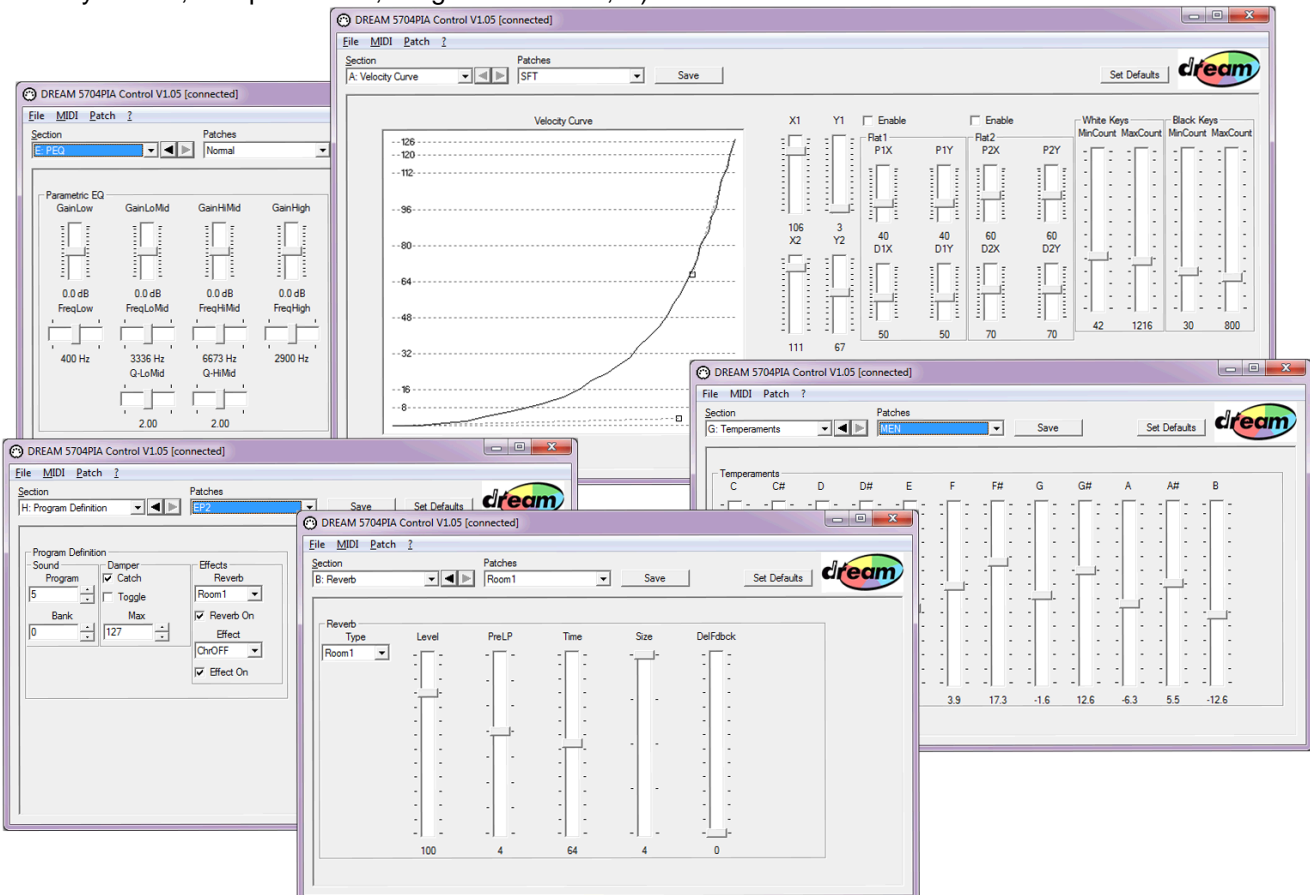 DREAM 5704PIA Control V1.05 [connected]
File MIDI Patch ?
Section Patches
A: Velocity Curve SFT Save Set Defaults dream
Velocity Curve
126
120
112
96
80
64
48
32
16
8
X1 Y1 Enable Enable White Keys Black Keys
Flat1 Flat2 MinCount MaxCount MinCount MaxCount
P1X P1Y P2X P2Y
106 3 40 40 60 60
X2 Y2 D1X D1Y D2X D2Y
50 50 70 70 42 1216 30 800
111 67
DREAM 5704PIA Control V1.05 [connected]
File MIDI Patch ?
Section Patches
E: PEQ Normal
Parametric EQ
GainLow GainLoMid GainHiMid GainHigh
0.0 dB 0.0 dB 0.0 dB 0.0 dB
FreqLow FreqLoMid FreqHiMid FreqHigh
400 Hz 3336 Hz 6673 Hz 2900 Hz
Q-LoMid Q-HiMid
2.00 2.00
DREAM 5704PIA Control V1.05 [connected]
File MIDI Patch ?
Section Patches
G: Temperaments MEN Save Set Defaults dream
Temperaments
C C# D D# E F F# G G# A A# B
3.9 17.3 -1.6 12.6 -6.3 5.5 -12.6
DREAM 5704PIA Control V1.05 [connected]
File MIDI Patch ?
Section Patches
H: Program Definition EP2 Save Set Defaults dream
Program Definition
Sound Damper Effects
Program Catch Reverb
5 Toggle Room1
Bank Max Reverb On
0 127 Effect
ChrOFF
Effect On
DREAM 5704PIA Control V1.05 [connected]
File MIDI Patch ?
Section Patches
B: Reverb Room1 Save Set Defaults dream
Reverb
Type Level PreLP Time Size DelFdbck
Room1
100 4 64 4 0